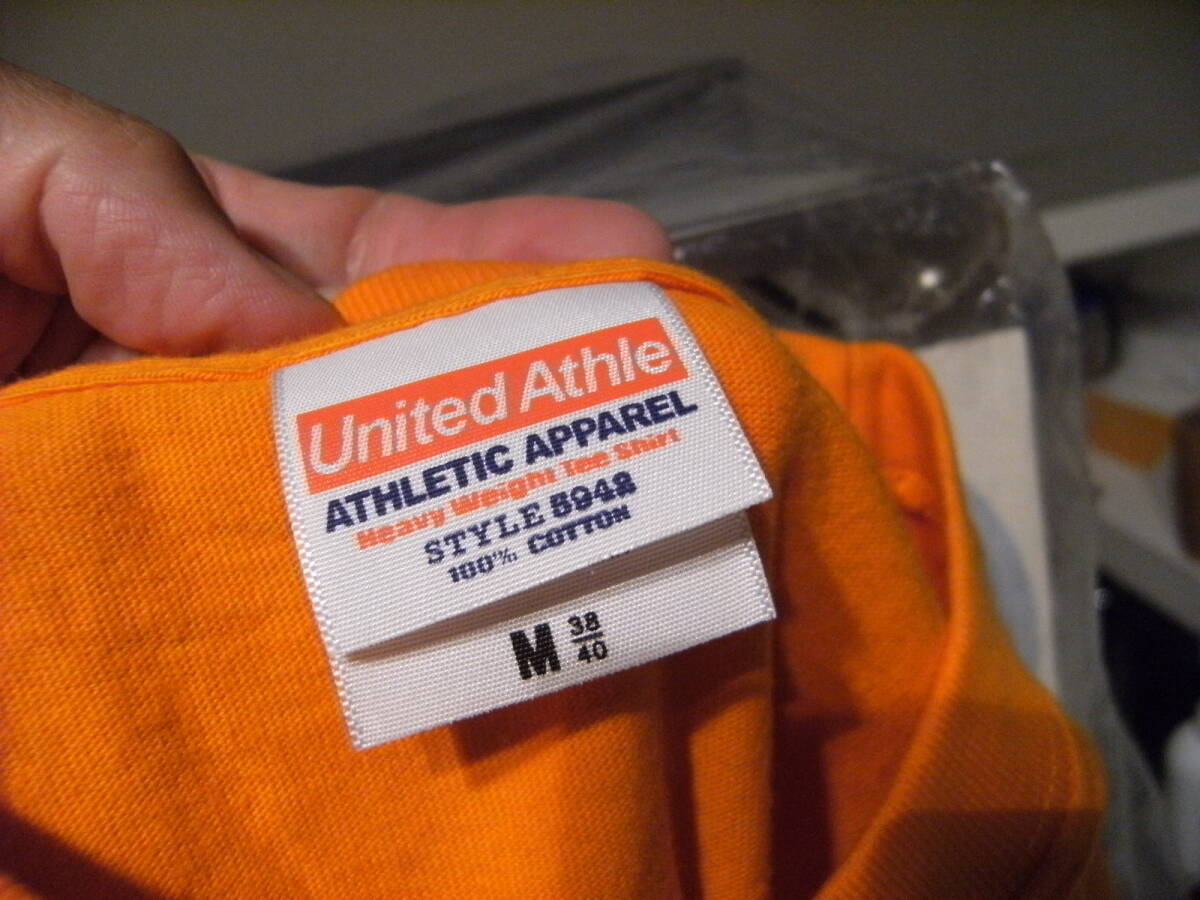 United Athle
ATHLETIC APPAREL
Heavy Weight Tee Shirt
STYLE 5942
100% COTTON
M 38
40